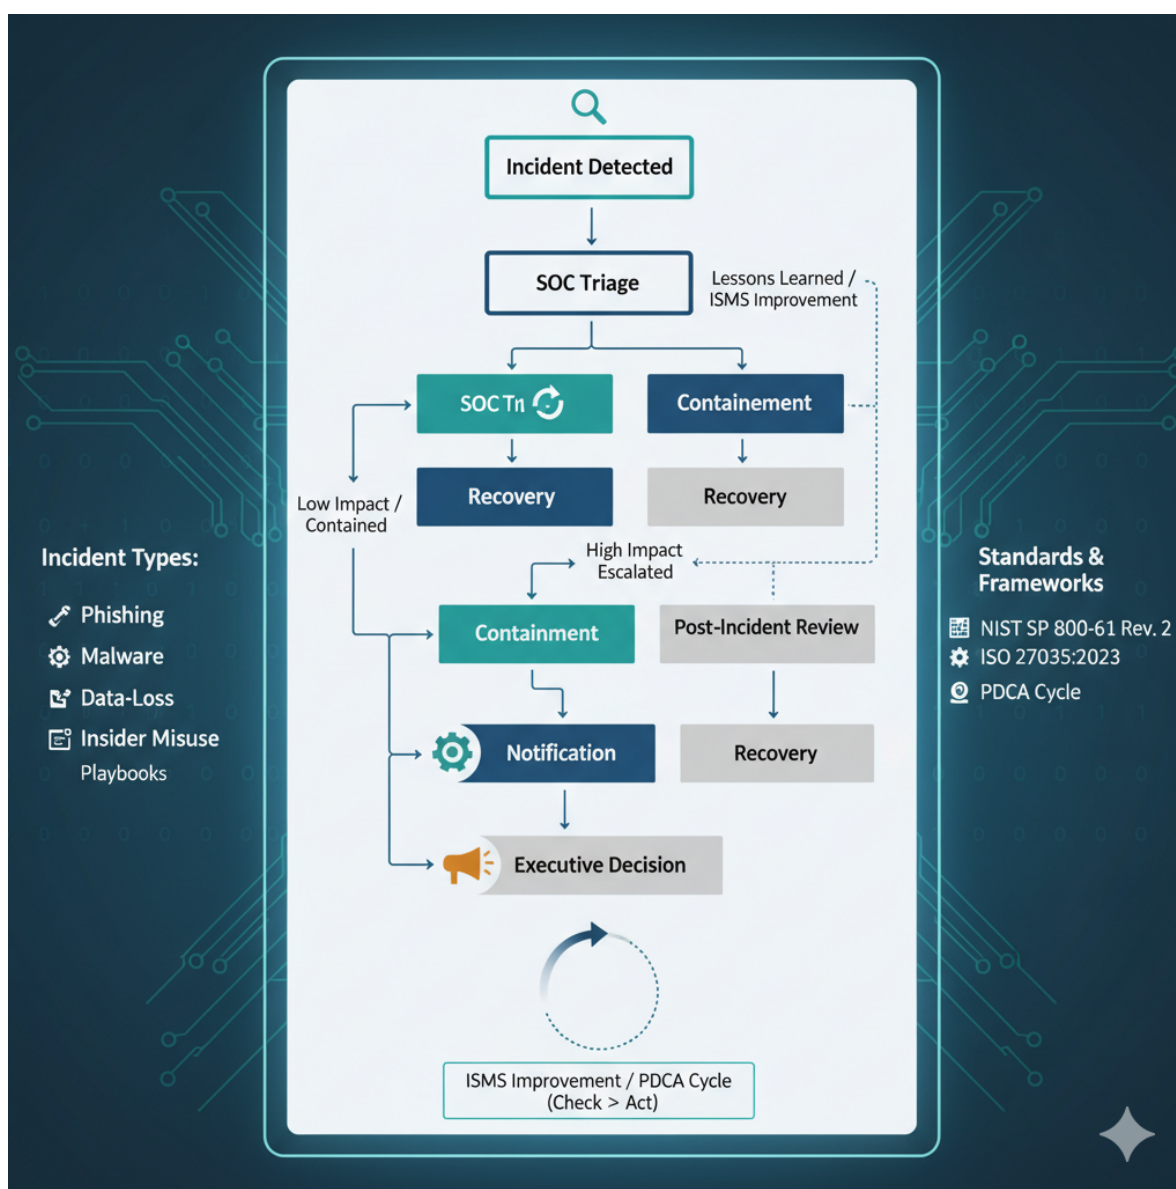 Incident Detected
SOC Triage
Lessons Learned /
ISMS Improvement
SOC Tri
Containement
Recovery
Recovery
Low Impact /
Contained
High Impact
Escalated
Containment
Post-Incident Review
Notification
Recovery
Executive Decision
ISMS Improvement / PDCA Cycle
(Check > Act)
Incident Types:
Phishing
Malware
Data-Loss
Insider Misuse
Playbooks
Standards &
Frameworks
NIST SP 800-61 Rev. 2
ISO 27035:2023
PDCA Cycle